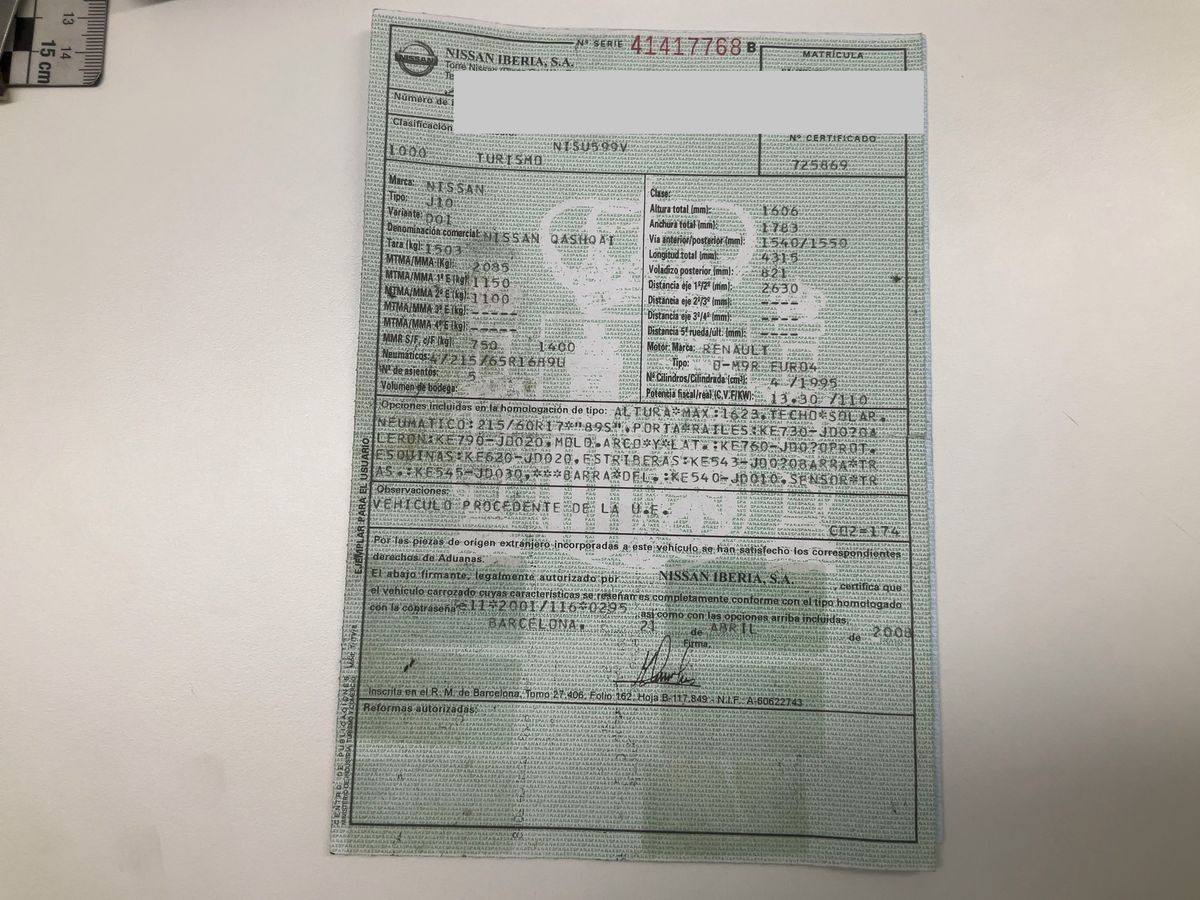 13
14
15 cm
Nº SERIE 41417768 B
NISSAN
NISSAN IBERIA, S.A.
MATRÍCULA
Número de
Clasificación
Nº CERTIFICADO
NISU599V
1000 TURISMO
725869
Marca: NISSAN
Tipo: J10
Variante: D01
Denominación comercial: NISSAN QASHQAI
Tara (kg): 1503
MTMA/MMA (Kg): 2085
MTMA/MMA 1º E (kg) 1150
MTMA/MMA 2º E (kg) 1100
MTMA/MMA 3º E (kg): -----
MTMA/MMA 4º E (kg): -----
MMR S/F, c/F (kg): 750 1400
Neumáticos: 4/215/65R1689U
Nº de asientos: 5
Volumen de bodega:
Clase:
Altura total (mm): 1606
Anchura total (mm): 1783
Vía anterior/posterior (mm): 1540/1550
Longitud total (mm): 4315
Voladizo posterior (mm): 821
Distancia eje 1º/2º (mm): 2630
Distancia eje 2º/3º (mm): -----
Distancia eje 3º/4º (mm): -----
Distancia 5ª rueda/últ. (mm): -----
Motor: Marca: RENAULT
Tipo: D-M9R EURO4
Nº Cilindros/Cilindrada (cm³): 4 /1995
Potencia fiscal/real (C.V.F/KW): 13.30 /110
Opciones incluidas en la homologación de tipo: ALTURA*MAX:1623,TECHO*SOLAR,
NEUMATICO:215/60R17*"89S",PORTA*RAILES:KE730-JD020A
LERON:KE790-JD020,MOLD.ARCO*Y*LAT.:KE760-JD020PROT.
ESQUINAS:KE620-JD020,ESTRIBERAS:KE543-JD020BARRA*TR
AS.:KE545-JD030,***BARRA*DEL.:KE540-JD010,SENSOR*TR
Observaciones:
VEHICULO PROCEDENTE DE LA U.E.
CO2=174
Por las piezas de origen extranjero incorporadas a este vehículo se han satisfecho los correspondientes
derechos de Aduanas.
El abajo firmante, legalmente autorizado por NISSAN IBERIA, S.A. , certifica que
el vehículo carrozado cuyas características se reseñan es completamente conforme con el tipo homologado
con la contraseña e11*2001/116*0295 así como con las opciones arriba incluidas.
BARCELONA, 21 de ABRIL de 2008
Firma,
Inscrita en el R. M. de Barcelona, Tomo 27.406, Folio 162, Hoja B-117.849 - N.I.F. A-60622743
Reformas autorizadas:
EJEMPLAR PARA EL USUARIO
CENTRO DE PUBLICACIONES
MINISTERIO DE INDUSTRIA, TURISMO Y COMERCIO